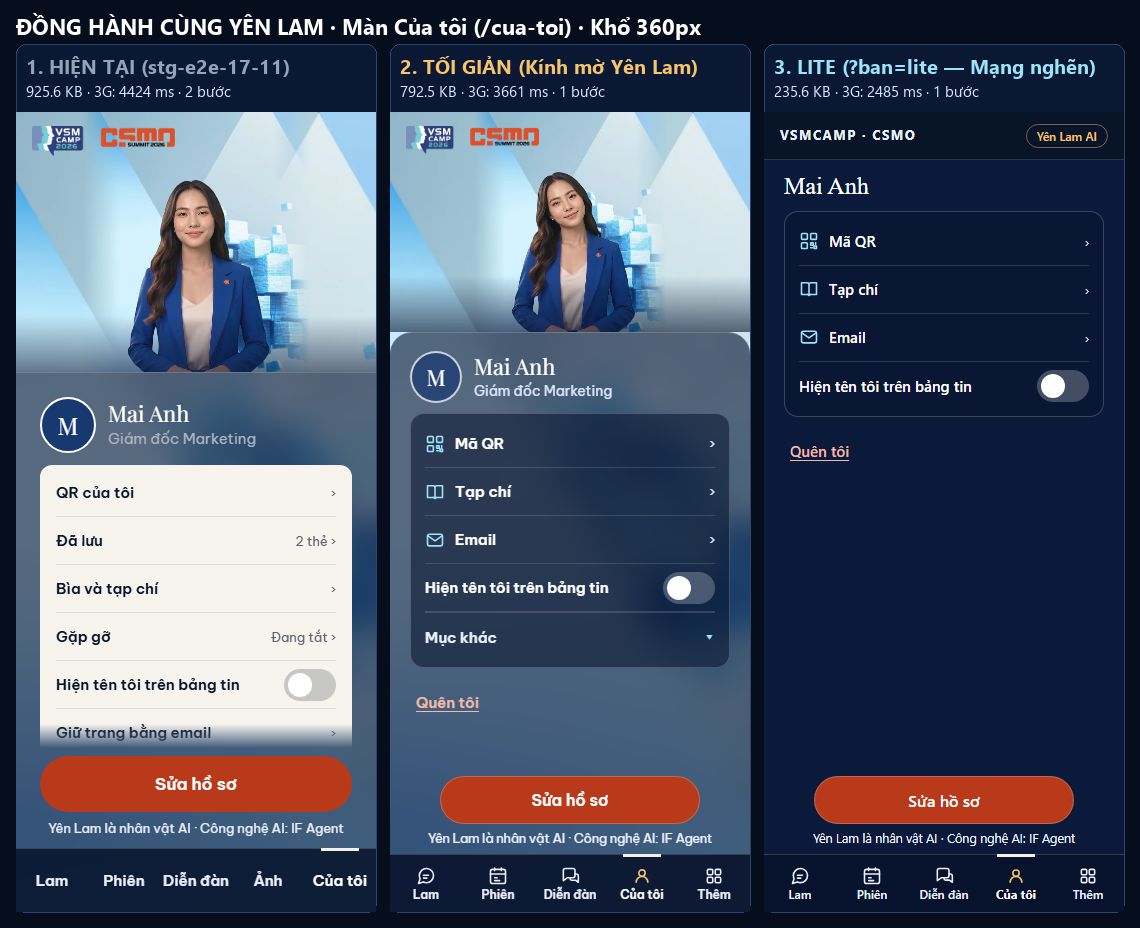 ĐỒNG HÀNH CÙNG YÊN LAM · Màn Của tôi (/cua-toi) · Khổ 360px
1. HIỆN TẠI (stg-e2e-17-11)
925.6 KB · 3G: 4424 ms · 2 bước
VSM
CAMP
2026
CSMO
SUMMIT 2026
M
Mai Anh
Giám đốc Marketing
QR của tôi ›
Đã lưu 2 thẻ ›
Bìa và tạp chí ›
Gặp gỡ Đang tắt ›
Hiện tên tôi trên bảng tin
Giữ trang bằng email ›
Sửa hồ sơ
Yên Lam là nhân vật AI · Công nghệ AI: IF Agent
Lam Phiên Diễn đàn Ảnh Của tôi
2. TỐI GIẢN (Kính mờ Yên Lam)
792.5 KB · 3G: 3661 ms · 1 bước
VSM
CAMP
2026
CSMO
SUMMIT 2026
M
Mai Anh
Giám đốc Marketing
Mã QR ›
Tạp chí ›
Email ›
Hiện tên tôi trên bảng tin
Mục khác
Quên tôi
Sửa hồ sơ
Yên Lam là nhân vật AI · Công nghệ AI: IF Agent
Lam Phiên Diễn đàn Của tôi Thêm
3. LITE (?ban=lite — Mạng nghẽn)
235.6 KB · 3G: 2485 ms · 1 bước
VSMCAMP · CSMO Yên Lam AI
Mai Anh
Mã QR ›
Tạp chí ›
Email ›
Hiện tên tôi trên bảng tin
Quên tôi
Sửa hồ sơ
Yên Lam là nhân vật AI · Công nghệ AI: IF Agent
Lam Phiên Diễn đàn Của tôi Thêm